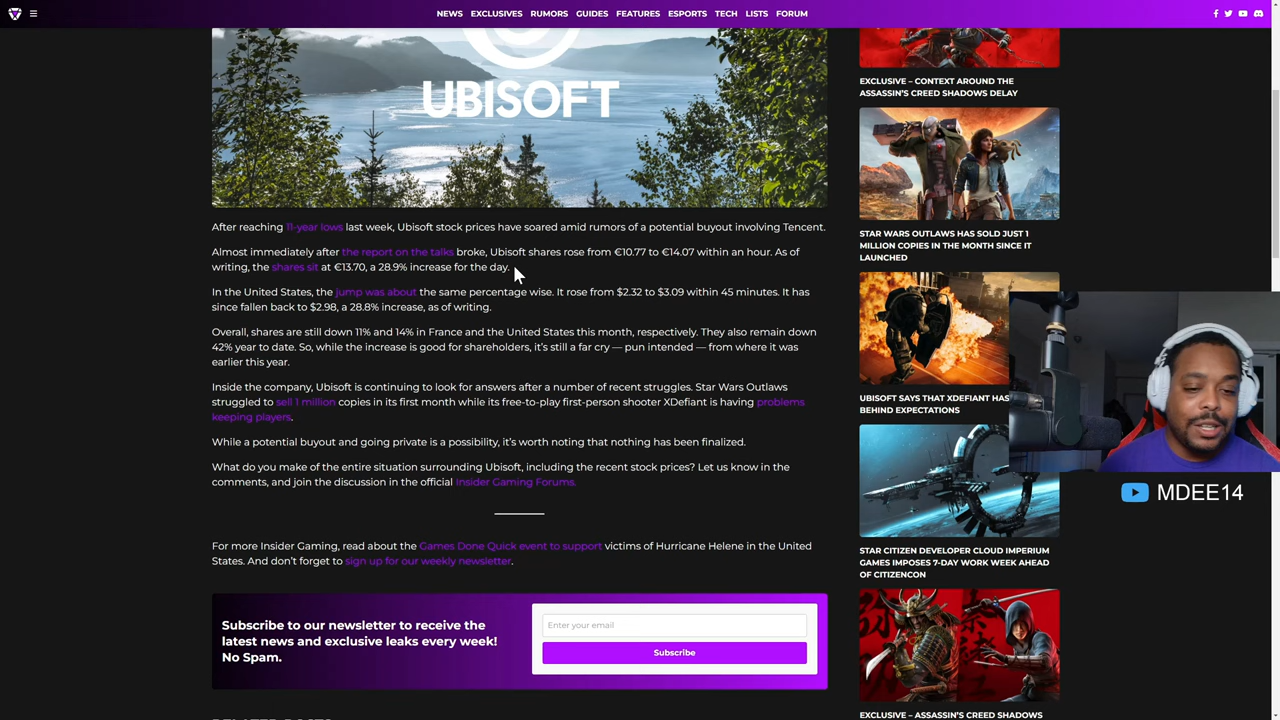 NEWS EXCLUSIVES RUMORS GUIDES FEATURES ESPORTS TECH LISTS FORUM
UBISOFT
After reaching 11-year lows last week, Ubisoft stock prices have soared amid rumors of a potential buyout involving Tencent.
Almost immediately after the report on the talks broke, Ubisoft shares rose from €10.77 to €14.07 within an hour. As of
writing, the shares sit at €13.70, a 28.9% increase for the day.
In the United States, the jump was about the same percentage wise. It rose from $2.32 to $3.09 within 45 minutes. It has
since fallen back to $2.98, a 28.8% increase, as of writing.
Overall, shares are still down 11% and 14% in France and the United States this month, respectively. They also remain down
42% year to date. So, while the increase is good for shareholders, it's still a far cry — pun intended — from where it was
earlier this year.
Inside the company, Ubisoft is continuing to look for answers after a number of recent struggles. Star Wars Outlaws
struggled to sell 1 million copies in its first month while its free-to-play first-person shooter XDefiant is having problems
keeping players.
While a potential buyout and going private is a possibility, it's worth noting that nothing has been finalized.
What do you make of the entire situation surrounding Ubisoft, including the recent stock prices? Let us know in the
comments, and join the discussion in the official Insider Gaming Forums.
For more Insider Gaming, read about the Games Done Quick event to support victims of Hurricane Helene in the United
States. And don't forget to sign up for our weekly newsletter.
Subscribe to our newsletter to receive the
latest news and exclusive leaks every week!
No Spam.
Enter your email
Subscribe
EXCLUSIVE – CONTEXT AROUND THE
ASSASSIN'S CREED SHADOWS DELAY
STAR WARS OUTLAWS HAS SOLD JUST 1
MILLION COPIES IN THE MONTH SINCE IT
LAUNCHED
UBISOFT SAYS THAT XDEFIANT HAS
BEHIND EXPECTATIONS
MDEE14
STAR CITIZEN DEVELOPER CLOUD IMPERIUM
GAMES IMPOSES 7-DAY WORK WEEK AHEAD
OF CITIZENCON
EXCLUSIVE – ASSASSIN'S CREED SHADOWS